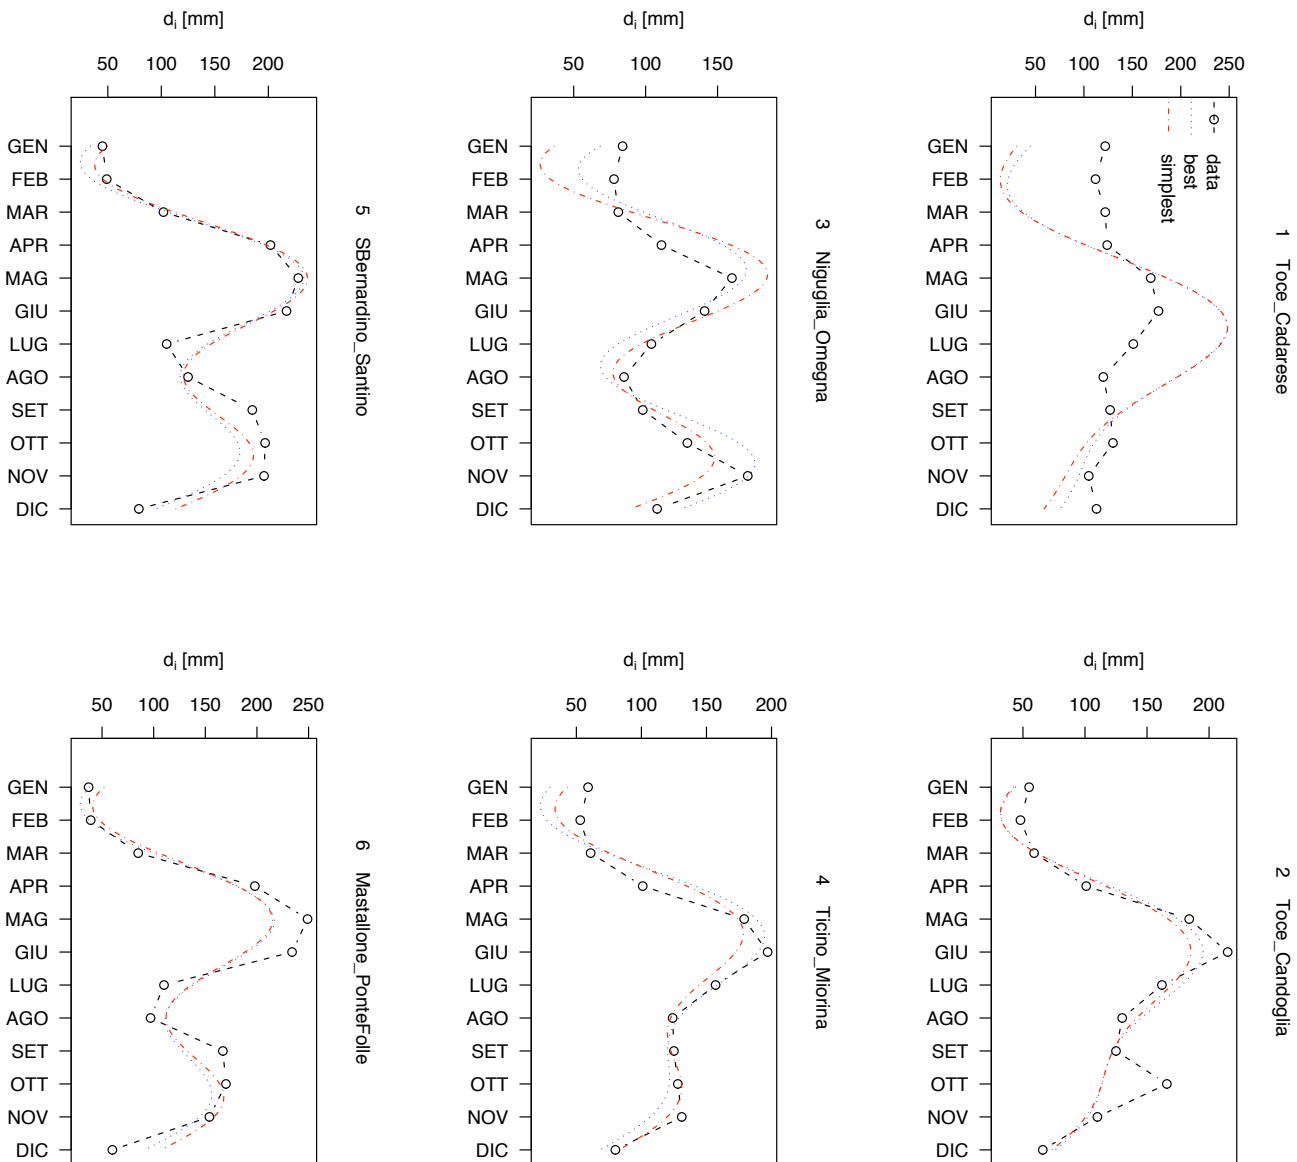 1 Toce_Cadarese
d_i [mm]
50 100 150 200 250
GEN
FEB
MAR
APR
MAG
GIU
LUG
AGO
SET
OTT
NOV
DIC
data
best
simplest
2 Toce_Candoglia
d_i [mm]
50 100 150 200
GEN
FEB
MAR
APR
MAG
GIU
LUG
AGO
SET
OTT
NOV
DIC
3 Niguglia_Omegna
d_i [mm]
50 100 150
GEN
FEB
MAR
APR
MAG
GIU
LUG
AGO
SET
OTT
NOV
DIC
4 Ticino_Miorina
d_i [mm]
50 100 150 200
GEN
FEB
MAR
APR
MAG
GIU
LUG
AGO
SET
OTT
NOV
DIC
5 SBernardino_Santino
d_i [mm]
50 100 150 200
GEN
FEB
MAR
APR
MAG
GIU
LUG
AGO
SET
OTT
NOV
DIC
6 Mastallone_PonteFolle
d_i [mm]
50 100 150 200 250
GEN
FEB
MAR
APR
MAG
GIU
LUG
AGO
SET
OTT
NOV
DIC